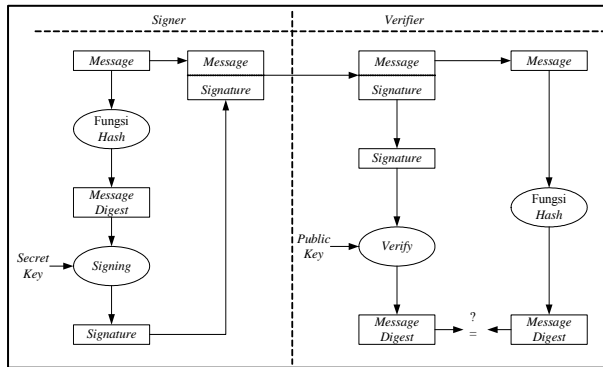 Signer
Verifier
Message
Message
Signature
Fungsi
Hash
Message
Digest
Secret
Key
Signing
Signature
Message
Signature
Message
Signature
Public
Key
Verify
Fungsi
Hash
Message
Digest
?
=
Message
Digest